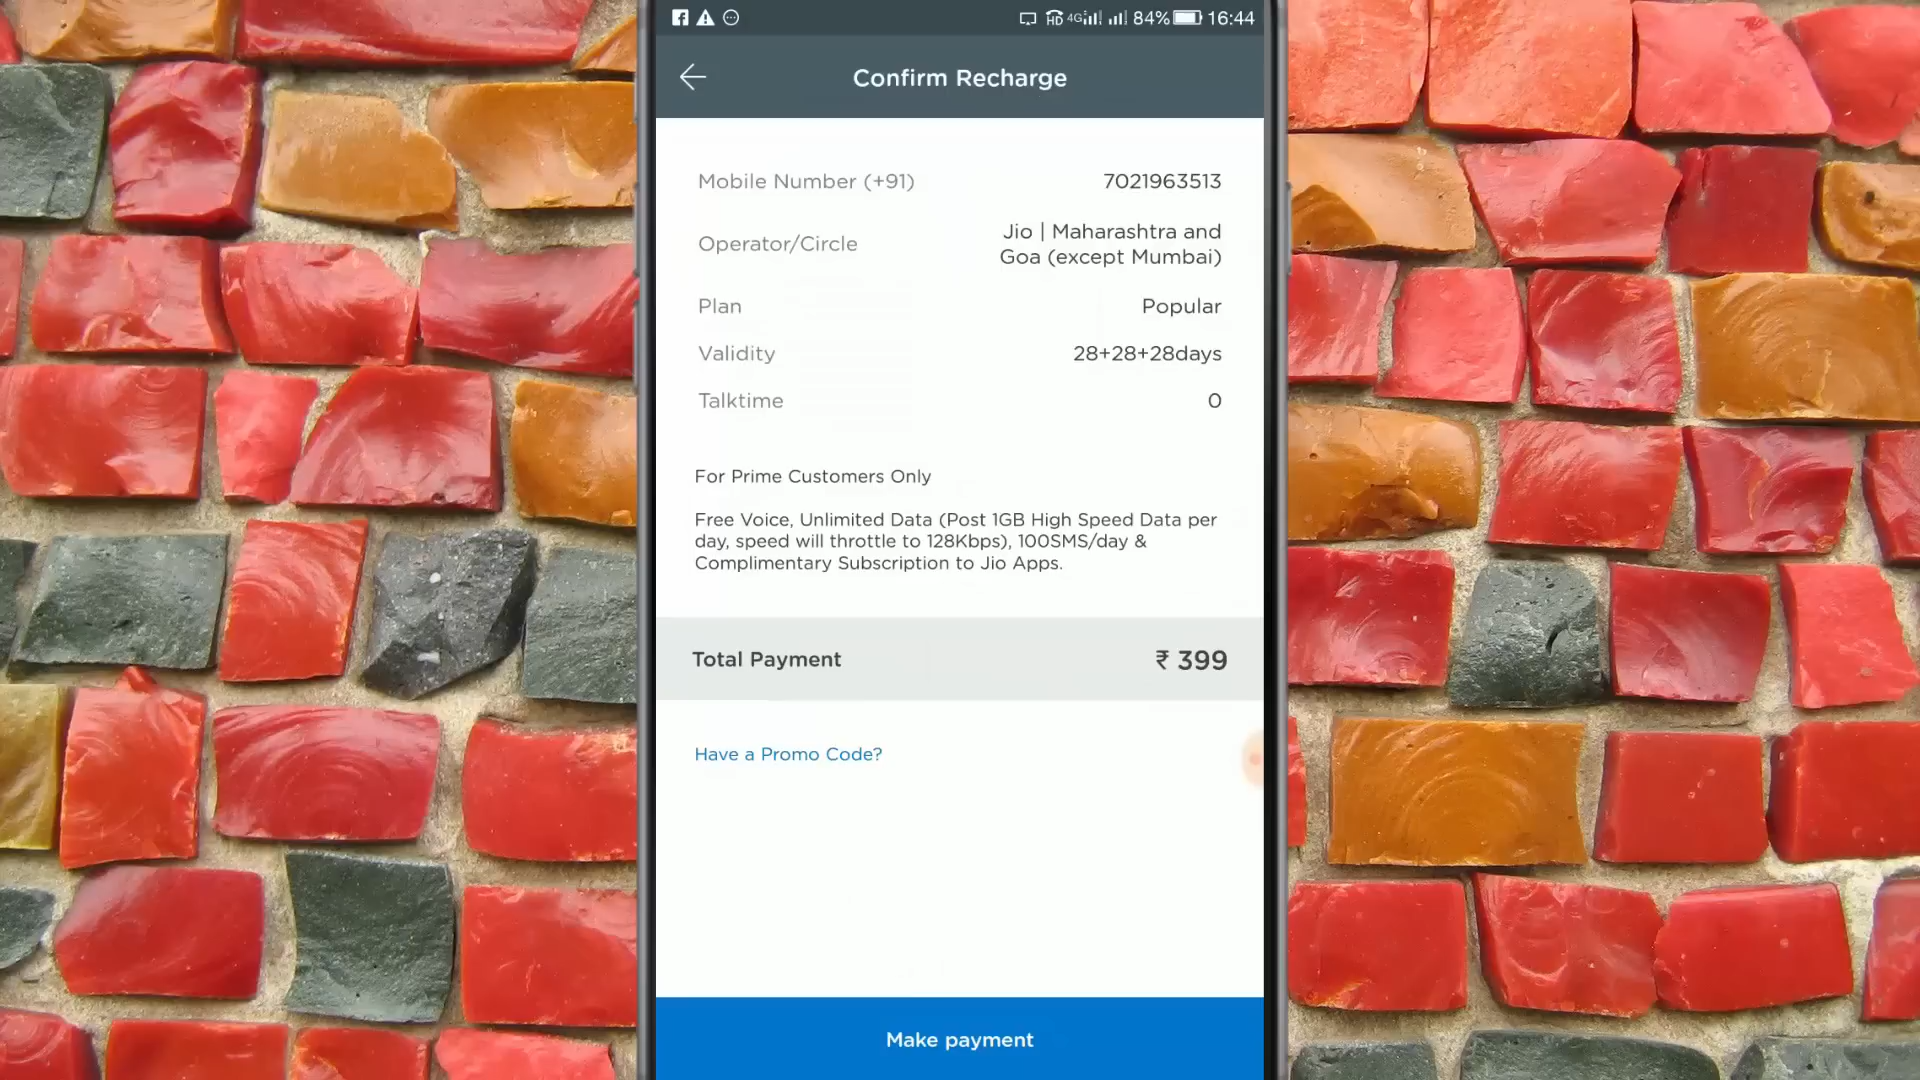 HD 4G 84% 16:44
Confirm Recharge
Mobile Number (+91) 7021963513
Operator/Circle Jio | Maharashtra and
Goa (except Mumbai)
Plan Popular
Validity 28+28+28days
Talktime 0
For Prime Customers Only
Free Voice, Unlimited Data (Post 1GB High Speed Data per
day, speed will throttle to 128Kbps), 100SMS/day &
Complimentary Subscription to Jio Apps.
Total Payment ₹ 399
Have a Promo Code?
Make payment